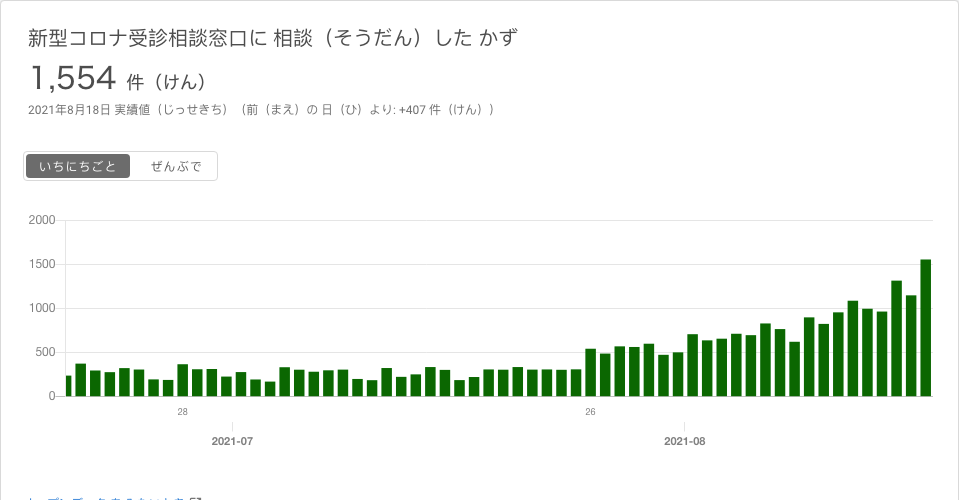 新型コロナ受診相談窓口に 相談（そうだん）した かず
1,554 件（けん）
2021年8月18日 実績値（じっせきち）（前（まえ）の 日（ひ）より: +407 件（けん））
いちにちごと ぜんぶで
2000
1500
1000
500
0
28 26
2021-07 2021-08